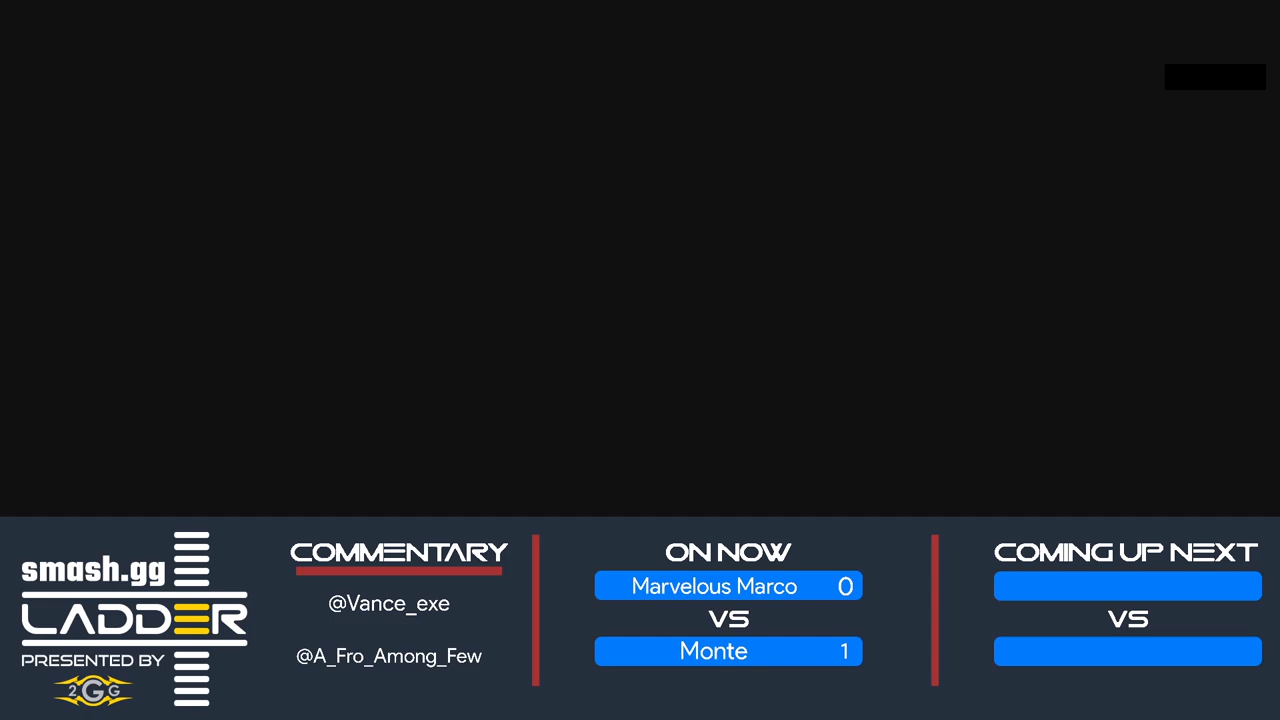 smash.gg
LADDER
PRESENTED BY
2GG
COMMENTARY
@Vance_exe
@A_Fro_Among_Few
ON NOW
Marvelous Marco 0
VS
Monte 1
COMING UP NEXT
VS